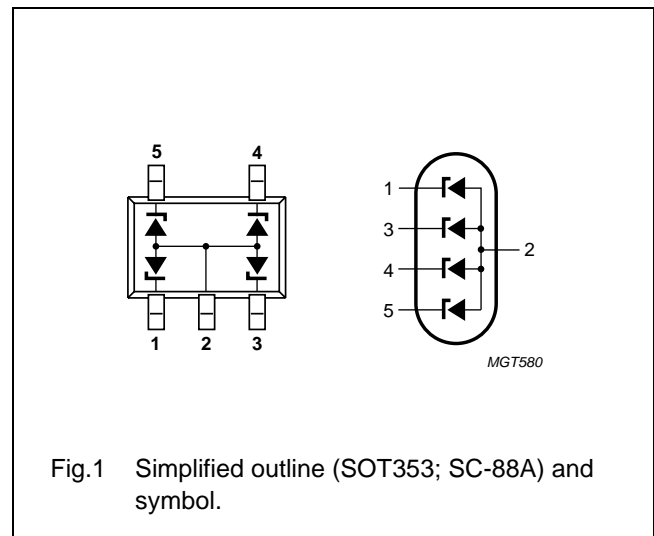 5 4
1 2 3
1
3
2
4
5
MGT580
Fig.1 Simplified outline (SOT353; SC-88A) and
symbol.